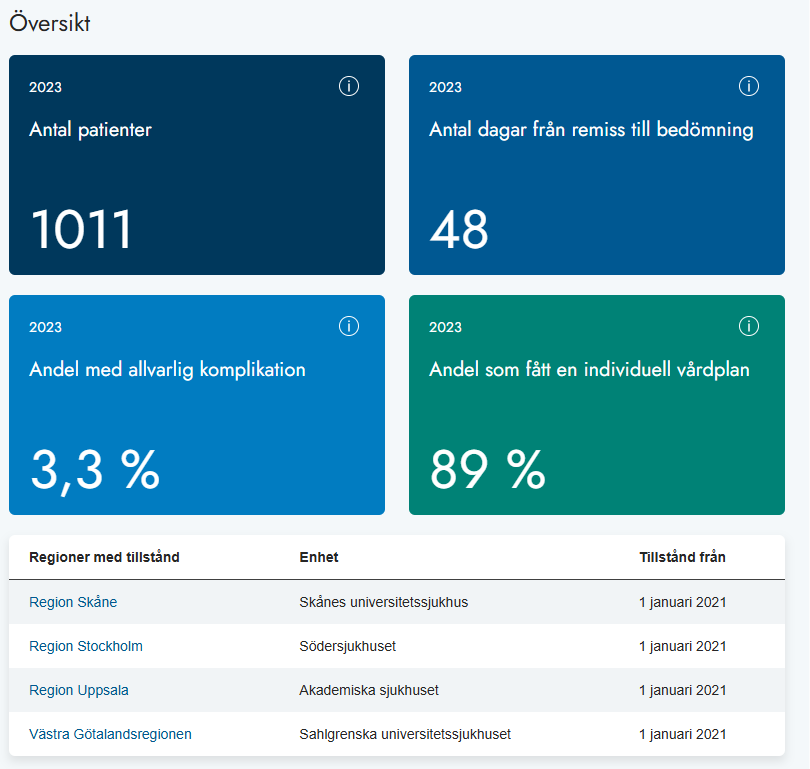 Översikt
2023
Antal patienter
1011
2023
Antal dagar från remiss till bedömning
48
2023
Andel med allvarlig komplikation
3,3 %
2023
Andel som fått en individuell vårdplan
89 %
Regioner med tillstånd Enhet Tillstånd från
Region Skåne Skånes universitetssjukhus 1 januari 2021
Region Stockholm Södersjukhuset 1 januari 2021
Region Uppsala Akademiska sjukhuset 1 januari 2021
Västra Götalandsregionen Sahlgrenska universitetssjukhuset 1 januari 2021